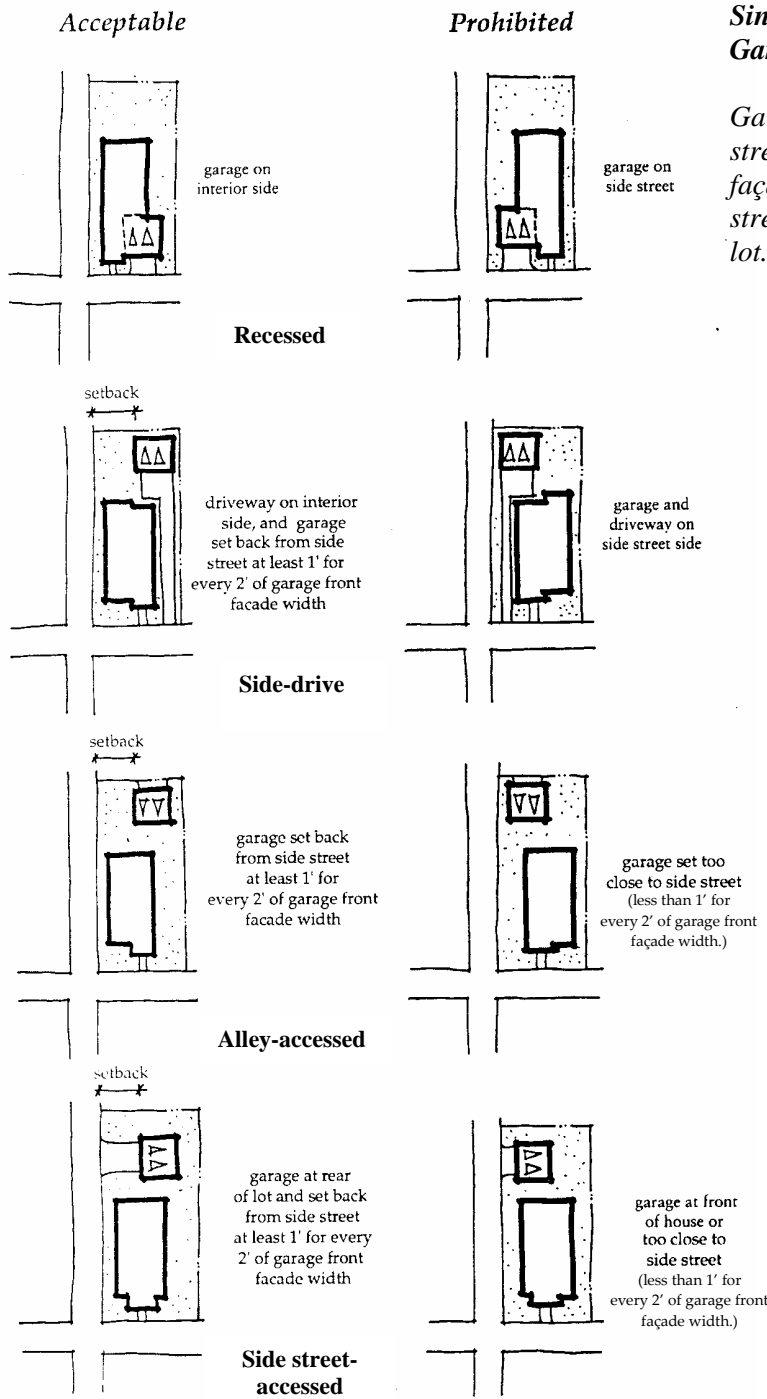 Acceptable
Prohibited
garage on
interior side
garage on
side street
Recessed
setback
driveway on interior
side, and garage
set back from side
street at least 1' for
every 2' of garage front
facade width
garage and
driveway on
side street side
Side-drive
setback
garage set back
from side street
at least 1' for
every 2' of garage front
facade width
garage set too
close to side street
(less than 1' for
every 2' of garage front
façade width.)
Alley-accessed
setback
garage at rear
of lot and set back
from side street
at least 1' for every
2' of garage front
facade width
garage at front
of house or
too close to
side street
(less than 1' for
every 2' of garage front
façade width.)
Side street-
accessed
lot.